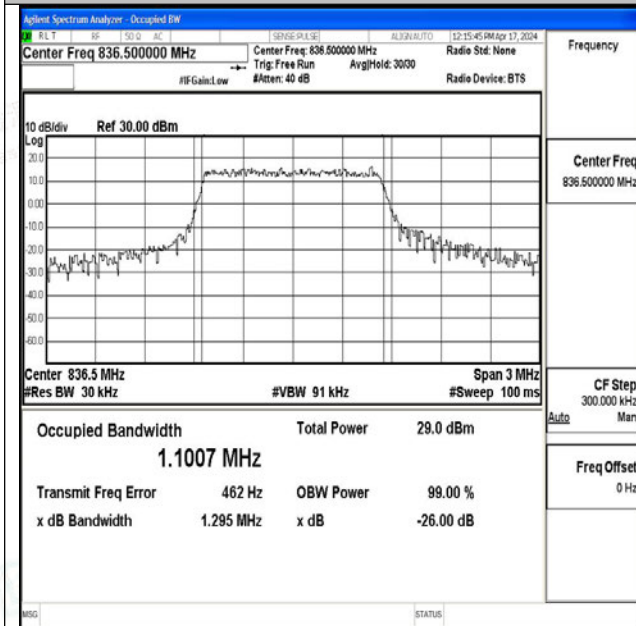 Agilent Spectrum Analyzer - Occupied BW
RLT RF 50 Ω AC SENSE:PULSE ALIGNAUTO 12:15:45 PM Apr 17, 2024
Center Freq 836.500000 MHz
Center Freq: 836.500000 MHz
Radio Std: None
Trig: Free Run Avg|Hold: 30/30
#IFGain:Low
#Atten: 40 dB
Radio Device: BTS
Frequency
10 dB/div Ref 30.00 dBm
Log
20.0
10.0
0.00
-10.0
-20.0
-30.0
-40.0
-50.0
-60.0
Center 836.5 MHz Span 3 MHz
#Res BW 30 kHz #VBW 91 kHz #Sweep 100 ms
Occupied Bandwidth Total Power 29.0 dBm
1.1007 MHz
Transmit Freq Error 462 Hz OBW Power 99.00 %
x dB Bandwidth 1.295 MHz x dB -26.00 dB
Center Freq
836.500000 MHz
CF Step
300.000 kHz
Auto Man
Freq Offset
0 Hz
MSG STATUS